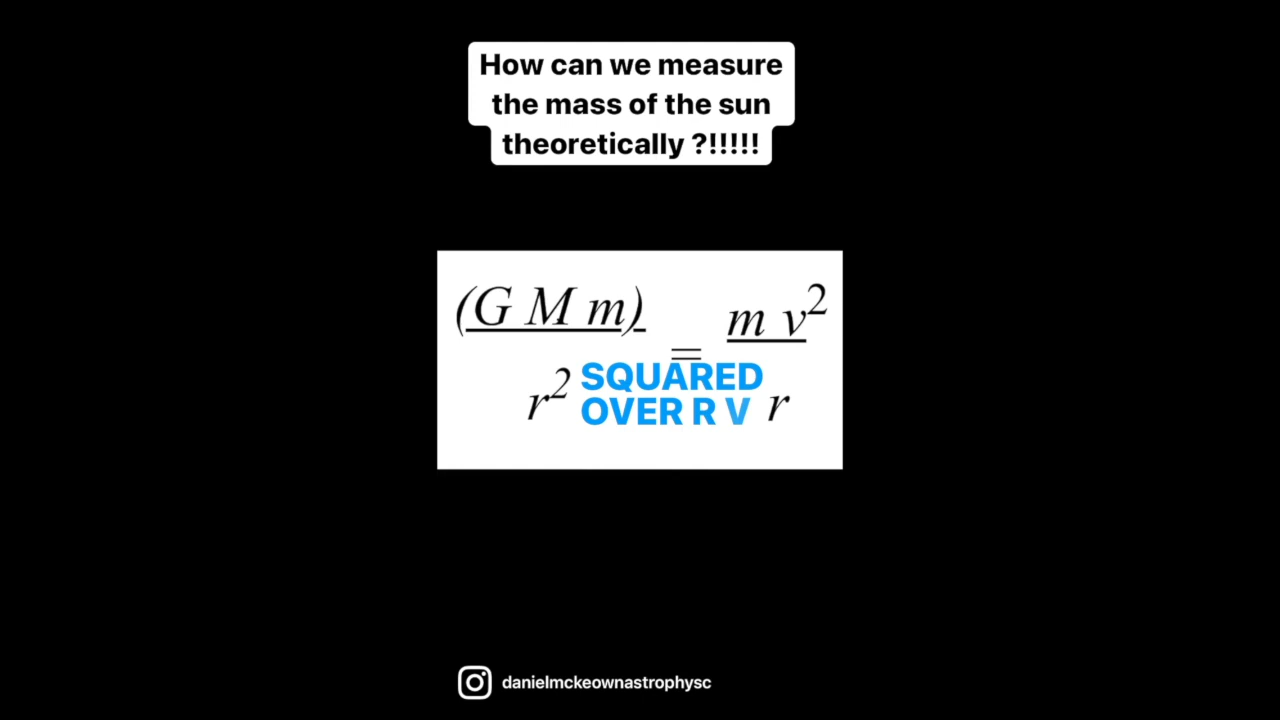 How can we measure
the mass of the sun
theoretically ?!!!!!
(G M m) = m v²
r² r
SQUARED
OVER R V
danielmckeownastrophysc